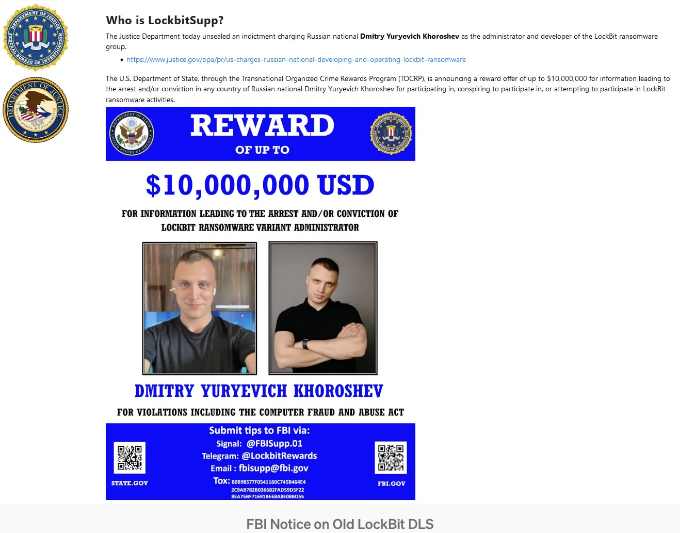 Who is LockbitSupp?
The Justice Department today unsealed an indictment charging Russian national Dmitry Yuryevich Khoroshev as the administrator and developer of the LockBit ransomware
group.
• https://www.justice.gov/opa/pr/us-charges-russian-national-developing-and-operating-lockbit-ransomware
The U.S. Department of State, through the Transnational Organized Crime Rewards Program (TOCRP), is announcing a reward offer of up to $10,000,000 for information leading to
the arrest and/or conviction in any country of Russian national Dmitry Yuryevich Khoroshev for participating in, conspiring to participate in, or attempting to participate in LockBit
ransomware activities.
REWARD
OF UP TO
$10,000,000 USD
FOR INFORMATION LEADING TO THE ARREST AND/OR CONVICTION OF
LOCKBIT RANSOMWARE VARIANT ADMINISTRATOR
DMITRY YURYEVICH KHOROSHEV
FOR VIOLATIONS INCLUDING THE COMPUTER FRAUD AND ABUSE ACT
Submit tips to FBI via:
Signal: @FBISupp.01
Telegram: @LockbitRewards
Email : fbisupp@fbi.gov
Tox:
STATE.GOV
FBI.GOV
FBI Notice on Old LockBit DLS